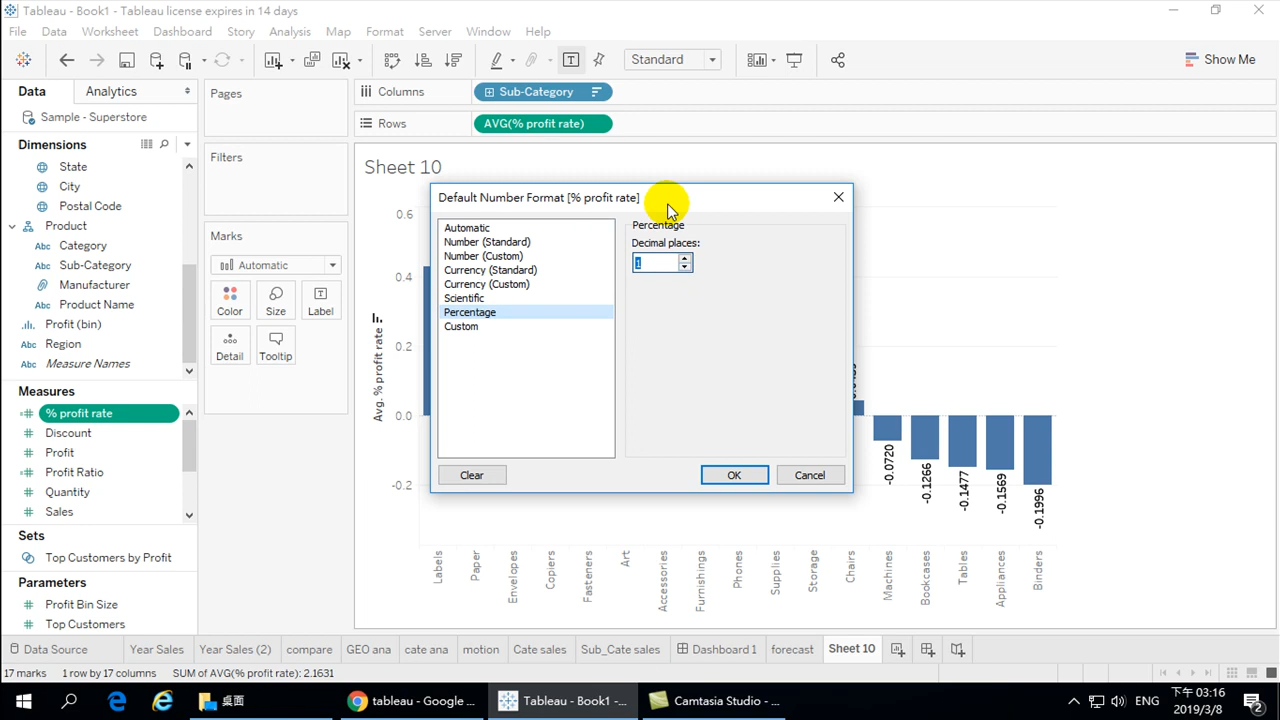 Tableau - Book1 - Tableau license expires in 14 days
File Data Worksheet Dashboard Story Analysis Map Format Server Window Help
Standard
Show Me
Data
Analytics
Sample - Superstore
Dimensions
State
City
Postal Code
Product
Abc Category
Abc Sub-Category
Manufacturer
Abc Product Name
Profit (bin)
Abc Region
Abc Measure Names
Measures
% profit rate
Discount
Profit
Profit Ratio
Quantity
Sales
Sets
Top Customers by Profit
Parameters
Profit Bin Size
Top Customers
Pages
Filters
Marks
Automatic
Color
Size
Label
Detail
Tooltip
Columns
Sub-Category
Rows
AVG(% profit rate)
Sheet 10
Avg. % profit rate
0.6
0.4
0.2
0.0
-0.2
Default Number Format [% profit rate]
Automatic
Number (Standard)
Number (Custom)
Currency (Standard)
Currency (Custom)
Scientific
Percentage
Custom
Percentage
Decimal places:
1
Clear
OK
Cancel
-0.0720
-0.1266
-0.1477
-0.1569
-0.1996
Labels
Paper
Envelopes
Copiers
Fasteners
Art
Accessories
Furnishings
Phones
Supplies
Storage
Chairs
Machines
Bookcases
Tables
Appliances
Binders
Data Source
Year Sales
Year Sales (2)
compare
GEO ana
cate ana
motion
Cate sales
Sub_Cate sales
Dashboard 1
forecast
Sheet 10
17 marks
1 row by 17 columns
SUM of AVG(% profit rate): 2.1631
桌面
tableau - Google ...
Tableau - Book1 -...
Camtasia Studio - ...
ENG
下午 03:16
2019/3/8
2